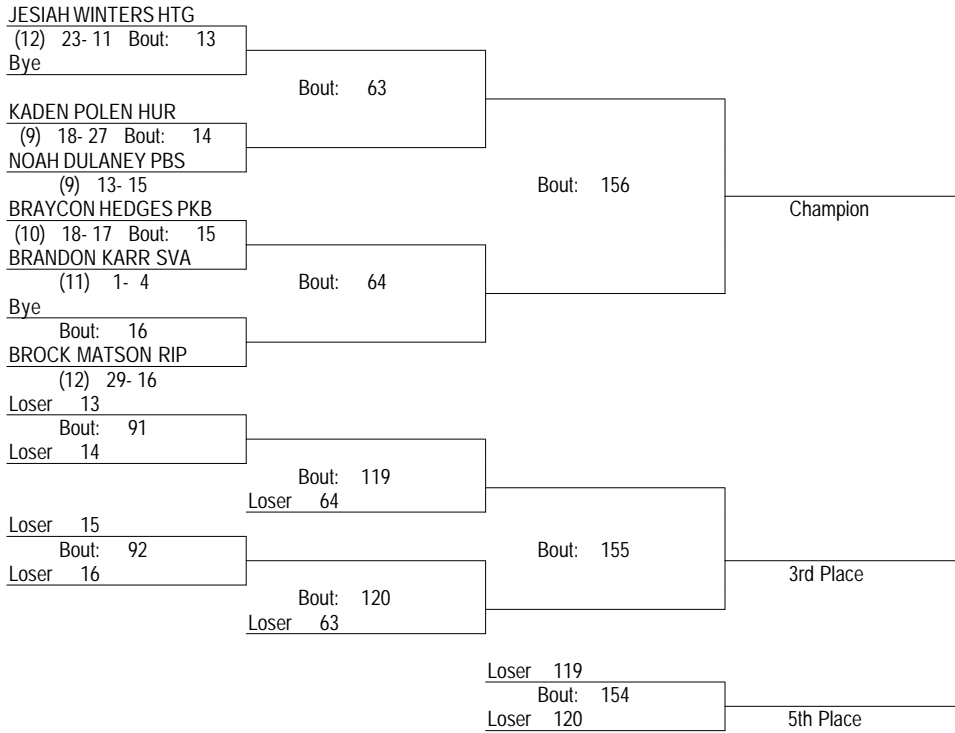 JESIAH WINTERS HTG
(12) 23- 11 Bout: 13
Bye
Bout: 63
KADEN POLEN HUR
(9) 18- 27 Bout: 14
NOAH DULANEY PBS
(9) 13- 15
Bout: 156
BRAYCON HEDGES PKB
Champion
(10) 18- 17 Bout: 15
BRANDON KARR SVA
(11) 1- 4
Bout: 64
Bye
Bout: 16
BROCK MATSON RIP
(12) 29- 16
Loser 13
Bout: 91
Loser 14
Bout: 119
Loser 64
Loser 15
Bout: 92
Bout: 155
Loser 16
3rd Place
Bout: 120
Loser 63
Loser 119
Bout: 154
Loser 120
5th Place